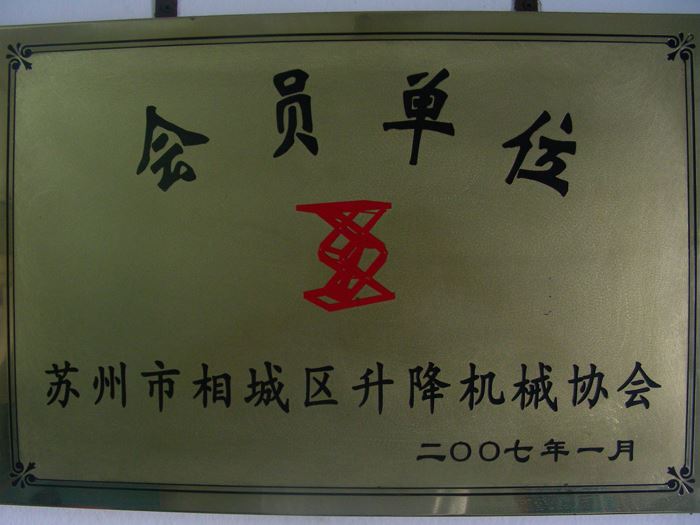 会员单位
苏州市相城区升降机械协会
二〇〇七年一月